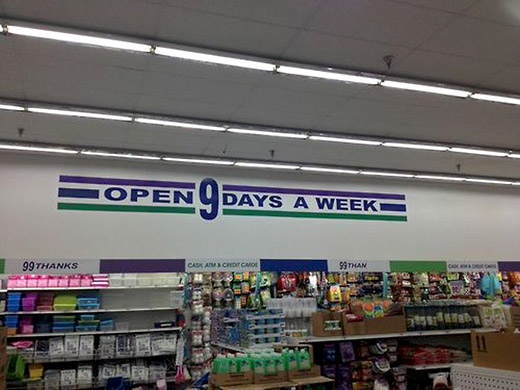 OPEN 9 DAYS A WEEK
99THANKS
CASH, ATM & CREDIT CARDS
99THAN
CASH, ATM & CREDIT CARDS